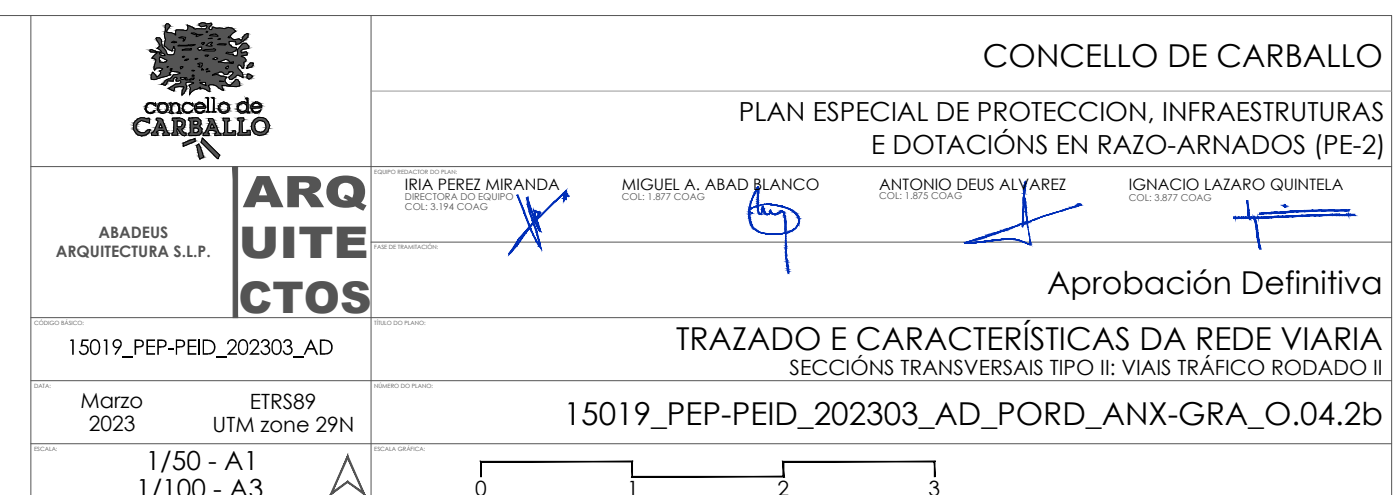 concello de
CARBALLO
CONCELLO DE CARBALLO
PLAN ESPECIAL DE PROTECCION, INFRAESTRUTURAS
E DOTACIÓNS EN RAZO-ARNADOS (PE-2)
ABADEUS
ARQUITECTURA S.L.P.
ARQ
UITE
CTOS
EQUIPO REDACTOR DO PLAN:
IRIA PEREZ MIRANDA
DIRECTORA DO EQUIPO
COL: 3.194 COAG
MIGUEL A. ABAD BLANCO
COL: 1.877 COAG
ANTONIO DEUS ALVAREZ
COL: 1.875 COAG
IGNACIO LAZARO QUINTELA
COL: 3.877 COAG
FASE DE TRAMITACIÓN:
Aprobación Definitiva
CÓDIGO BÁSICO:
15019_PEP-PEID_202303_AD
TÍTULO DO PLANO:
TRAZADO E CARACTERÍSTICAS DA REDE VIARIA
SECCIÓNS TRANSVERSAIS TIPO II: VIAIS TRÁFICO RODADO II
DATA:
Marzo
2023
ETRS89
UTM zone 29N
NÚMERO DO PLANO:
15019_PEP-PEID_202303_AD_PORD_ANX-GRA_O.04.2b
ESCALA:
1/50 - A1
1/100 - A3
ESCALA GRÁFICA:
0 1 2 3